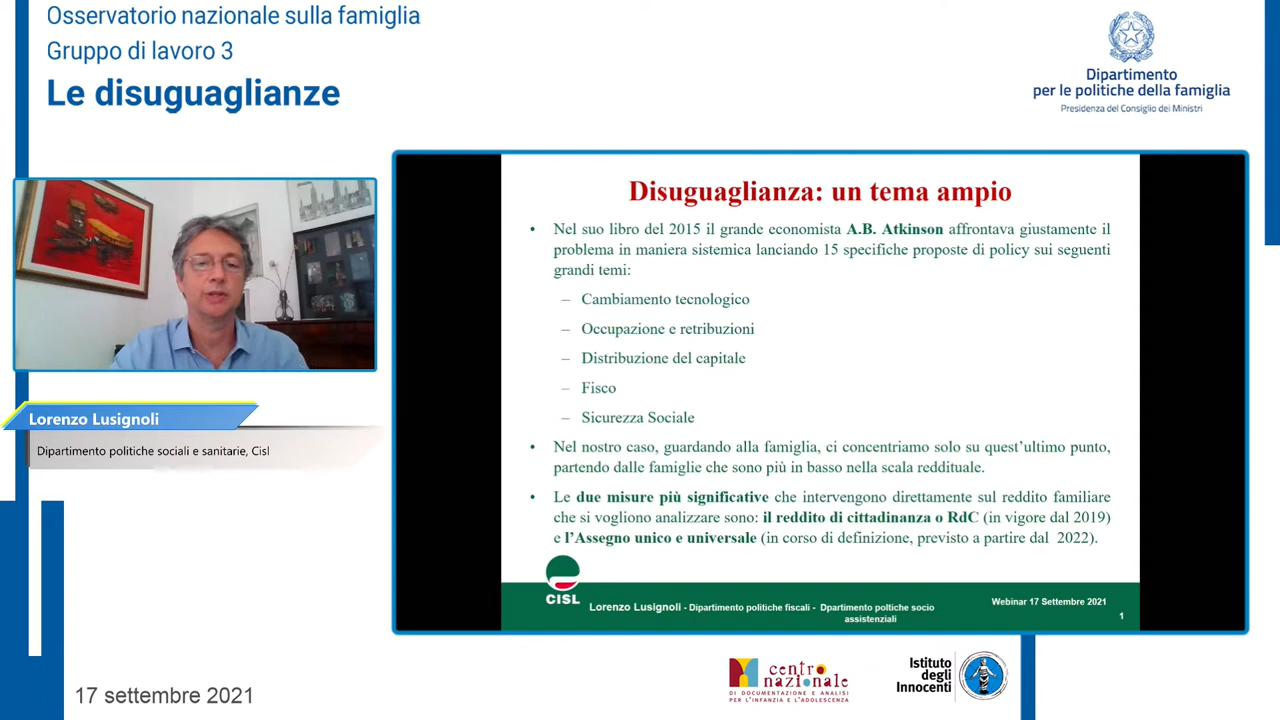 Osservatorio nazionale sulla famiglia
Gruppo di lavoro 3
Le disuguaglianze
Dipartimento
per le politiche della famiglia
Presidenza del Consiglio dei Ministri
Disuguaglianza: un tema ampio
• Nel suo libro del 2015 il grande economista A.B. Atkinson affrontava giustamente il
problema in maniera sistemica lanciando 15 specifiche proposte di policy sui seguenti
grandi temi:
– Cambiamento tecnologico
– Occupazione e retribuzioni
– Distribuzione del capitale
– Fisco
– Sicurezza Sociale
• Nel nostro caso, guardando alla famiglia, ci concentriamo solo su quest’ultimo punto,
partendo dalle famiglie che sono più in basso nella scala reddituale.
• Le due misure più significative che intervengono direttamente sul reddito familiare
che si vogliono analizzare sono: il reddito di cittadinanza o RdC (in vigore dal 2019)
e l’Assegno unico e universale (in corso di definizione, previsto a partire dal 2022).
CISL
Lorenzo Lusignoli - Dipartimento politiche fiscali - Dpartimento poltiche socio
assistenziali
Webinar 17 Settembre 2021
1
Lorenzo Lusignoli
Dipartimento politiche sociali e sanitarie, Cisl
17 settembre 2021
centro
nazionale
DI DOCUMENTAZIONE E ANALISI
PER L'INFANZIA E L'ADOLESCENZA
Istituto
degli
Innocenti